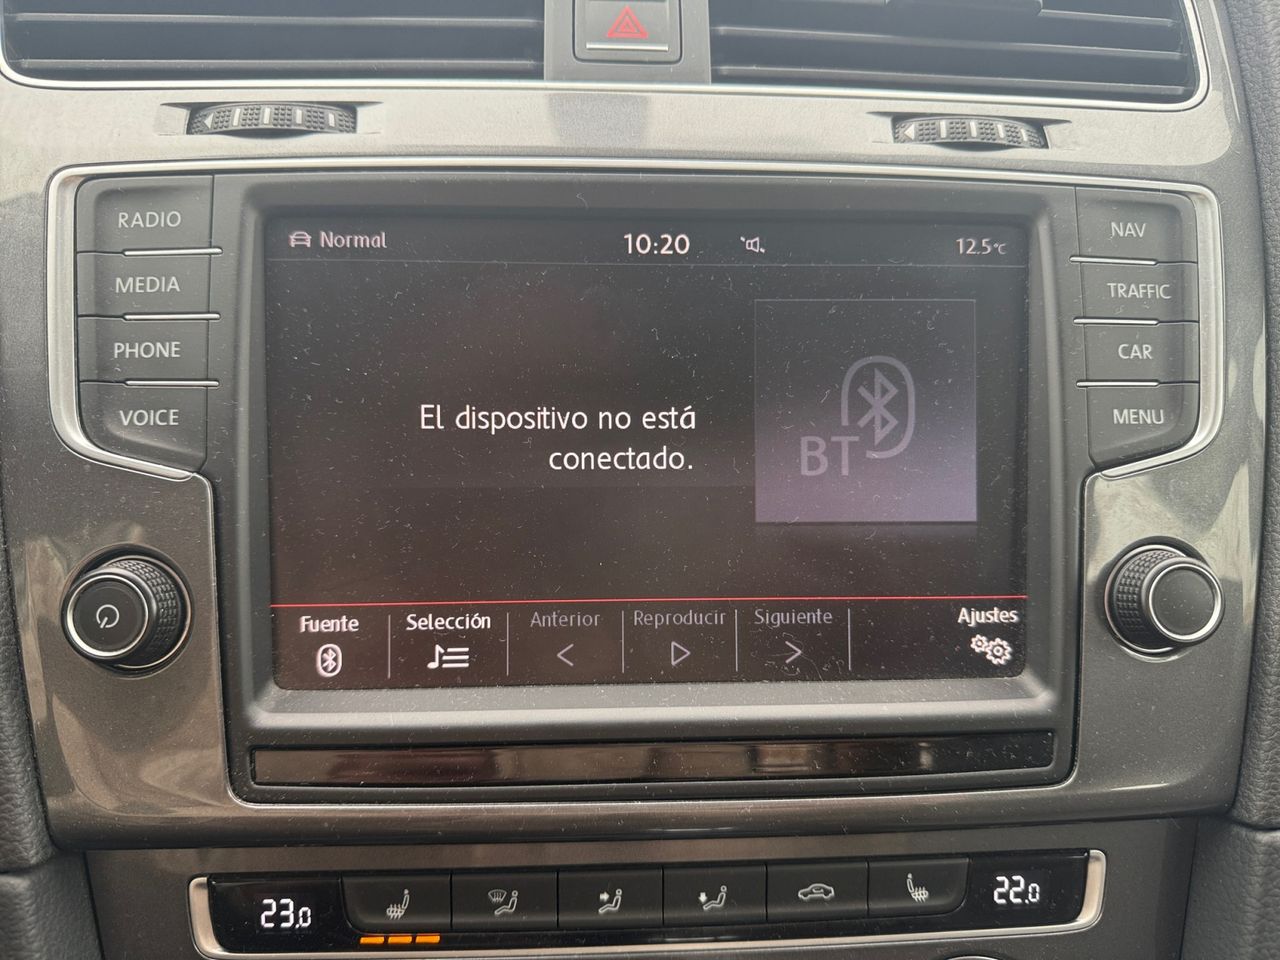 RADIO
MEDIA
PHONE
VOICE
Normal
10:20
12.5°C
El dispositivo no está
conectado.
BT
Fuente
Selección
Anterior
Reproducir
Siguiente
Ajustes
NAV
TRAFFIC
CAR
MENU
23.0
22.0